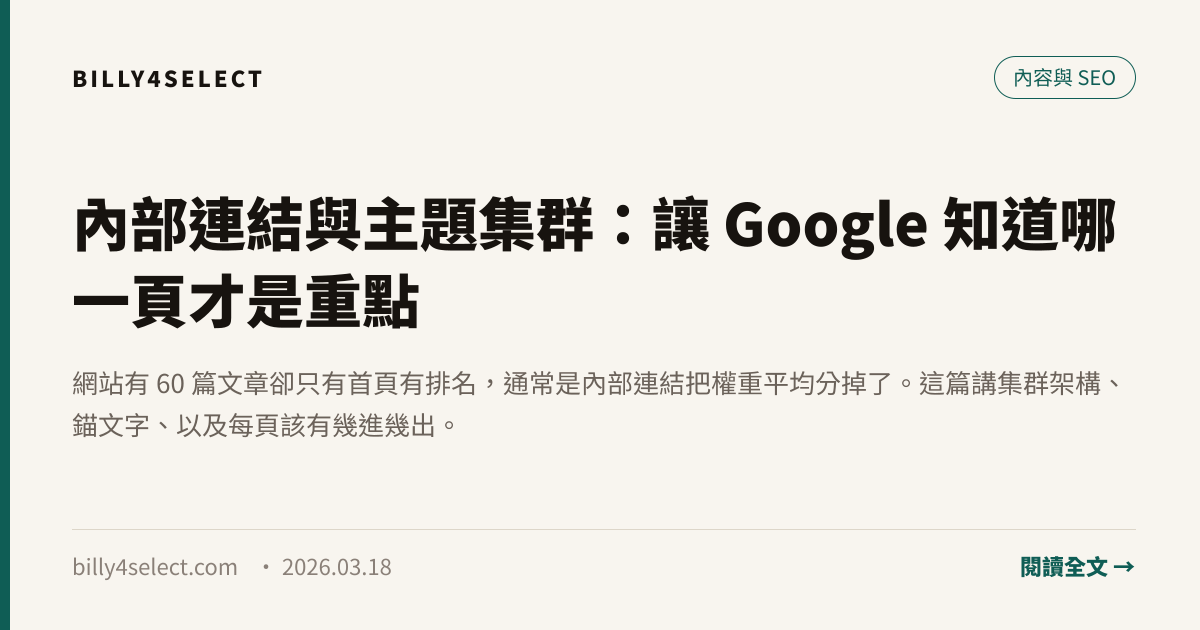 BILLY4SELECT
內容與 SEO
內部連結與主題集群：讓 Google 知道哪
一頁才是重點
網站有 60 篇文章卻只有首頁有排名，通常是內部連結把權重平均分掉了。這篇講集群架構、
錨文字、以及每頁該有幾進幾出。
billy4select.com ・ 2026.03.18
閱讀全文 →